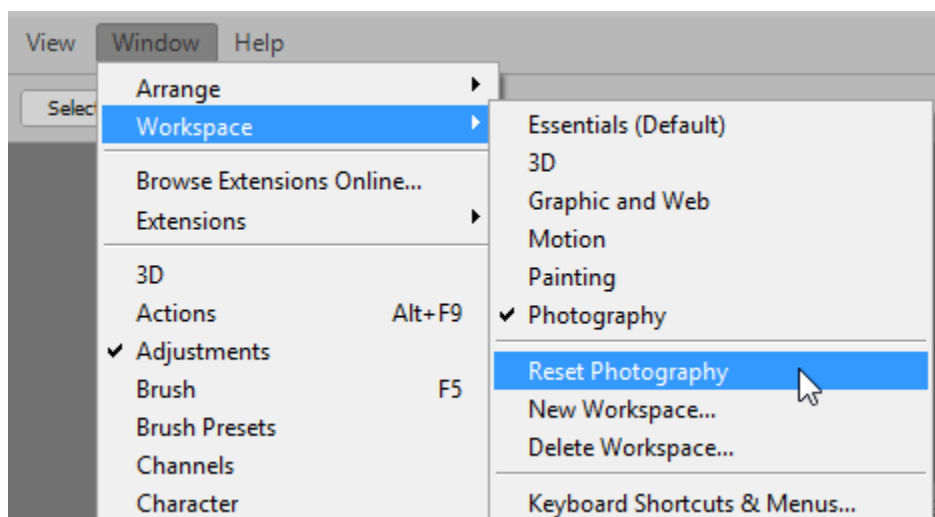 View Window Help
Selec
Arrange
Workspace
Browse Extensions Online...
Extensions
3D
Actions Alt+F9
Adjustments
Brush F5
Brush Presets
Channels
Character
Essentials (Default)
3D
Graphic and Web
Motion
Painting
Photography
Reset Photography
New Workspace...
Delete Workspace...
Keyboard Shortcuts & Menus...